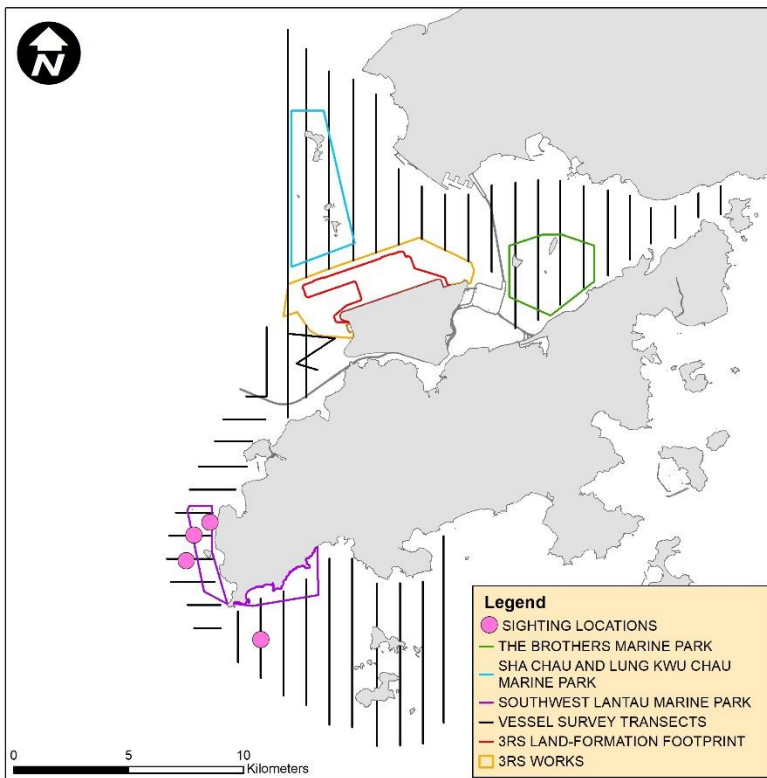 N
Legend
SIGHTING LOCATIONS
THE BROTHERS MARINE PARK
SHA CHAU AND LUNG KWU CHAU
MARINE PARK
SOUTHWEST LANTAU MARINE PARK
VESSEL SURVEY TRANSECTS
3RS LAND-FORMATION FOOTPRINT
3RS WORKS
0 5 10
Kilometers